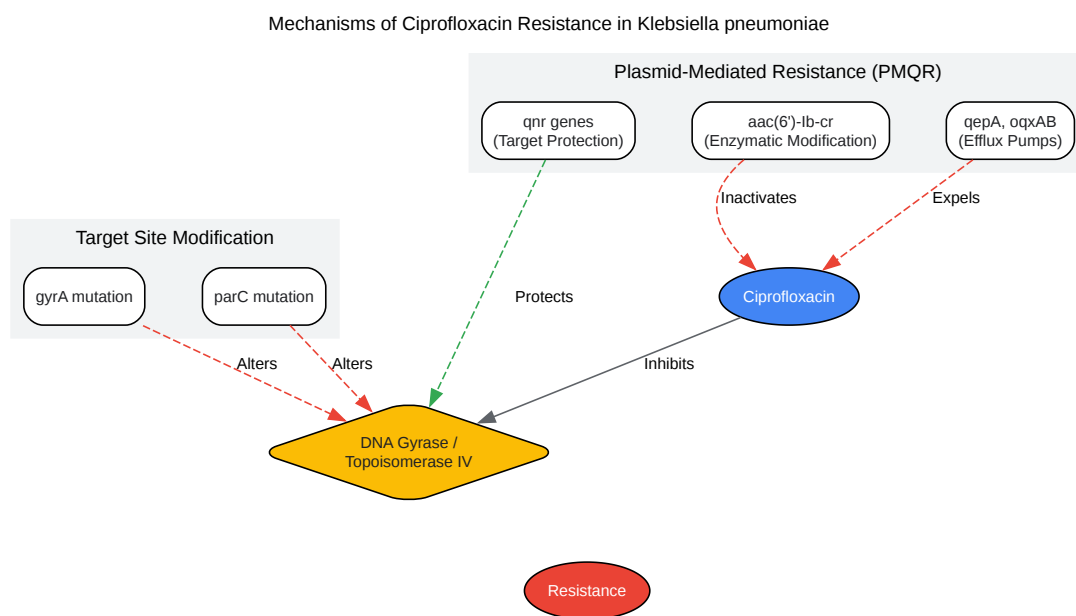 Mechanisms of Ciprofloxacin Resistance in Klebsiella pneumoniae
Plasmid-Mediated Resistance (PMQR)
qnr genes
(Target Protection)
aac(6')-Ib-cr
(Enzymatic Modification)
qepA, oqxAB
(Efflux Pumps)
Inactivates
Expels
Target Site Modification
gyrA mutation
parC mutation
Protects
Ciprofloxacin
Alters
Alters
Inhibits
DNA Gyrase /
Topoisomerase IV
Resistance